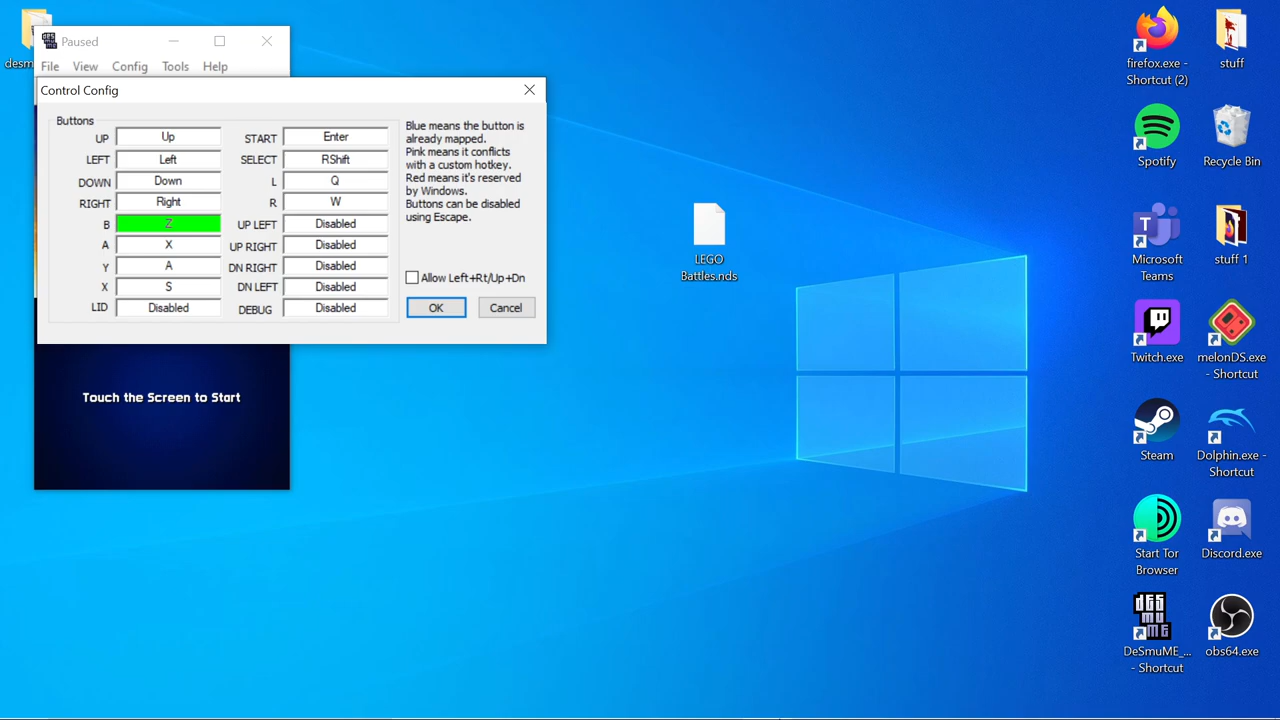 desm
DeSmuME
Paused
File View Config Tools Help
Control Config
Buttons
UP Up START Enter
LEFT Left SELECT RShift
DOWN Down L Q
RIGHT Right R W
B Z UP LEFT Disabled
A X UP RIGHT Disabled
Y A DN RIGHT Disabled
X S DN LEFT Disabled
LID Disabled DEBUG Disabled
Blue means the button is
already mapped.
Pink means it conflicts
with a custom hotkey.
Red means it's reserved
by Windows.
Buttons can be disabled
using Escape.
Allow Left+Rt/Up+Dn
OK Cancel
Touch the Screen to Start
LEGO
Battles.nds
firefox.exe -
Shortcut (2)
stuff
Spotify
Recycle Bin
T
Microsoft
Teams
stuff 1
Twitch.exe
melonDS.exe
- Shortcut
Steam
Dolphin.exe -
Shortcut
Start Tor
Browser
Discord.exe
DeSmuME
DeSmuME_...
- Shortcut
obs64.exe